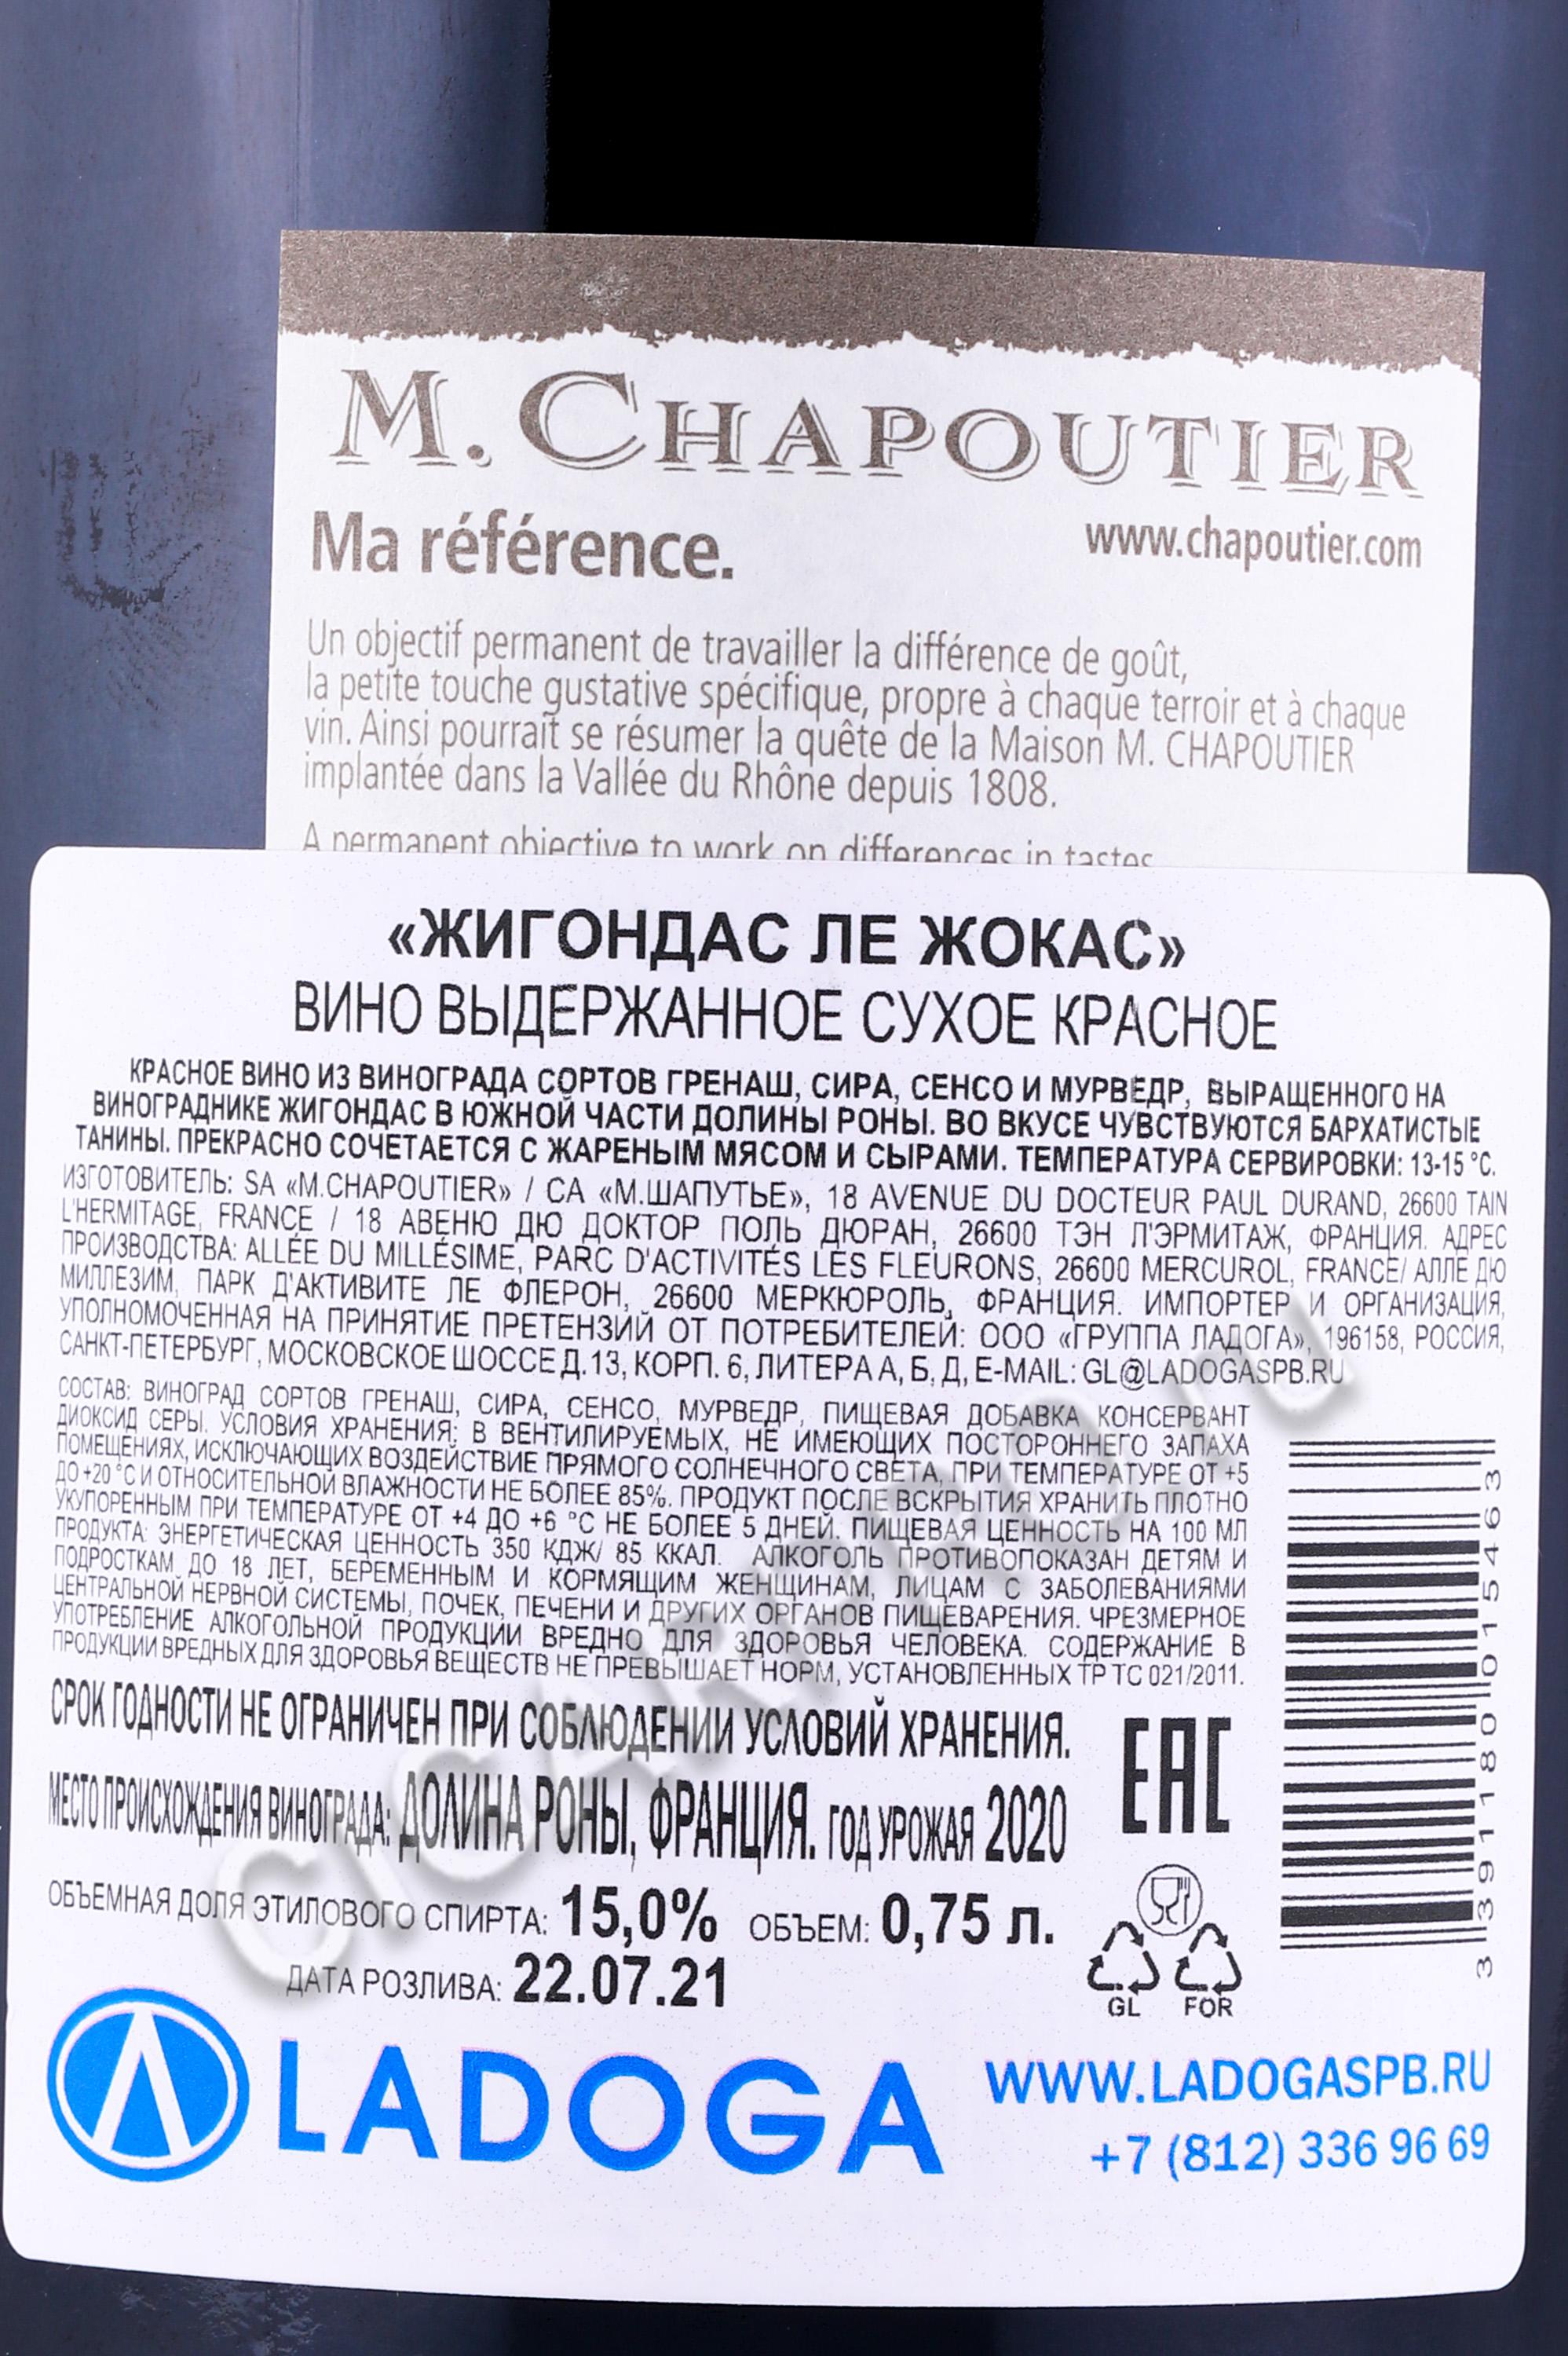 M. CHAPOUTIER
Ma référence.
www.chapoutier.com
Un objectif permanent de travailler la différence de goût,
la petite touche gustative spécifique, propre à chaque terroir et à chaque
vin. Ainsi pourrait se résumer la quête de la Maison M. CHAPOUTIER
implantée dans la Vallée du Rhône depuis 1808.
A permanent objective to work on differences in tastes
«ЖИГОНДАС ЛЕ ЖОКАС»
ВИНО ВЫДЕРЖАННОЕ СУХОЕ КРАСНОЕ
КРАСНОЕ ВИНО ИЗ ВИНОГРАДА СОРТОВ ГРЕНАШ, СИРА, СЕНСО И МУРВЕДР, ВЫРАЩЕННОГО НА
ВИНОГРАДНИКЕ ЖИГОНДАС В ЮЖНОЙ ЧАСТИ ДОЛИНЫ РОНЫ. ВО ВКУСЕ ЧУВСТВУЮТСЯ БАРХАТИСТЫЕ
ТАНИНЫ. ПРЕКРАСНО СОЧЕТАЕТСЯ С ЖАРЕНЫМ МЯСОМ И СЫРАМИ. ТЕМПЕРАТУРА СЕРВИРОВКИ: 13-15 °C.
ИЗГОТОВИТЕЛЬ: SA «M.CHAPOUTIER» / СА «М.ШАПУТЬЕ», 18 AVENUE DU DOCTEUR PAUL DURAND, 26600 TAIN
L'HERMITAGE, FRANCE / 18 АВЕНЮ ДЮ ДОКТОР ПОЛЬ ДЮРАН, 26600 ТЭН Л'ЭРМИТАЖ, ФРАНЦИЯ. АДРЕС
ПРОИЗВОДСТВА: ALLÉE DU MILLÉSIME, PARC D'ACTIVITÉS LES FLEURONS, 26600 MERCUROL, FRANCE/ АЛЛЕ ДЮ
МИЛЛЕЗИМ, ПАРК Д'АКТИВИТЕ ЛЕ ФЛЕРОН, 26600 МЕРКЮРОЛЬ, ФРАНЦИЯ. ИМПОРТЕР И ОРГАНИЗАЦИЯ,
УПОЛНОМОЧЕННАЯ НА ПРИНЯТИЕ ПРЕТЕНЗИЙ ОТ ПОТРЕБИТЕЛЕЙ: ООО «ГРУППА ЛАДОГА», 196158, РОССИЯ,
САНКТ-ПЕТЕРБУРГ, МОСКОВСКОЕ ШОССЕ Д.13, КОРП. 6, ЛИТЕРА А, Б, Д, E-MAIL: GL@LADOGASPB.RU
СОСТАВ: ВИНОГРАД СОРТОВ ГРЕНАШ, СИРА, СЕНСО, МУРВЕДР, ПИЩЕВАЯ ДОБАВКА КОНСЕРВАНТ
ДИОКСИД СЕРЫ. УСЛОВИЯ ХРАНЕНИЯ: В ВЕНТИЛИРУЕМЫХ, НЕ ИМЕЮЩИХ ПОСТОРОННЕГО ЗАПАХА
ПОМЕЩЕНИЯХ, ИСКЛЮЧАЮЩИХ ВОЗДЕЙСТВИЕ ПРЯМОГО СОЛНЕЧНОГО СВЕТА, ПРИ ТЕМПЕРАТУРЕ ОТ +5
ДО +20 °C И ОТНОСИТЕЛЬНОЙ ВЛАЖНОСТИ НЕ БОЛЕЕ 85%. ПРОДУКТ ПОСЛЕ ВСКРЫТИЯ ХРАНИТЬ ПЛОТНО
УКУПОРЕННЫМ ПРИ ТЕМПЕРАТУРЕ ОТ +4 ДО +6 °C НЕ БОЛЕЕ 5 ДНЕЙ. ПИЩЕВАЯ ЦЕННОСТЬ НА 100 МЛ
ПРОДУКТА: ЭНЕРГЕТИЧЕСКАЯ ЦЕННОСТЬ 350 КДЖ/ 85 ККАЛ. АЛКОГОЛЬ ПРОТИВОПОКАЗАН ДЕТЯМ И
ПОДРОСТКАМ ДО 18 ЛЕТ, БЕРЕМЕННЫМ И КОРМЯЩИМ ЖЕНЩИНАМ, ЛИЦАМ С ЗАБОЛЕВАНИЯМИ
ЦЕНТРАЛЬНОЙ НЕРВНОЙ СИСТЕМЫ, ПОЧЕК, ПЕЧЕНИ И ДРУГИХ ОРГАНОВ ПИЩЕВАРЕНИЯ. ЧРЕЗМЕРНОЕ
УПОТРЕБЛЕНИЕ АЛКОГОЛЬНОЙ ПРОДУКЦИИ ВРЕДНО ДЛЯ ЗДОРОВЬЯ ЧЕЛОВЕКА. СОДЕРЖАНИЕ В
ПРОДУКЦИИ ВРЕДНЫХ ДЛЯ ЗДОРОВЬЯ ВЕЩЕСТВ НЕ ПРЕВЫШАЕТ НОРМ, УСТАНОВЛЕННЫХ ТР ТС 021/2011.
СРОК ГОДНОСТИ НЕ ОГРАНИЧЕН ПРИ СОБЛЮДЕНИИ УСЛОВИЙ ХРАНЕНИЯ.
МЕСТО ПРОИСХОЖДЕНИЯ ВИНОГРАДА: ДОЛИНА РОНЫ, ФРАНЦИЯ. ГОД УРОЖАЯ 2020
ОБЪЕМНАЯ ДОЛЯ ЭТИЛОВОГО СПИРТА: 15,0% ОБЪЕМ: 0,75 л.
ДАТА РОЗЛИВА: 22.07.21
EAC
GL FOR
3 391180 015463
LADOGA
WWW.LADOGASPB.RU
+7 (812) 336 96 69
CIGARPRO.ru